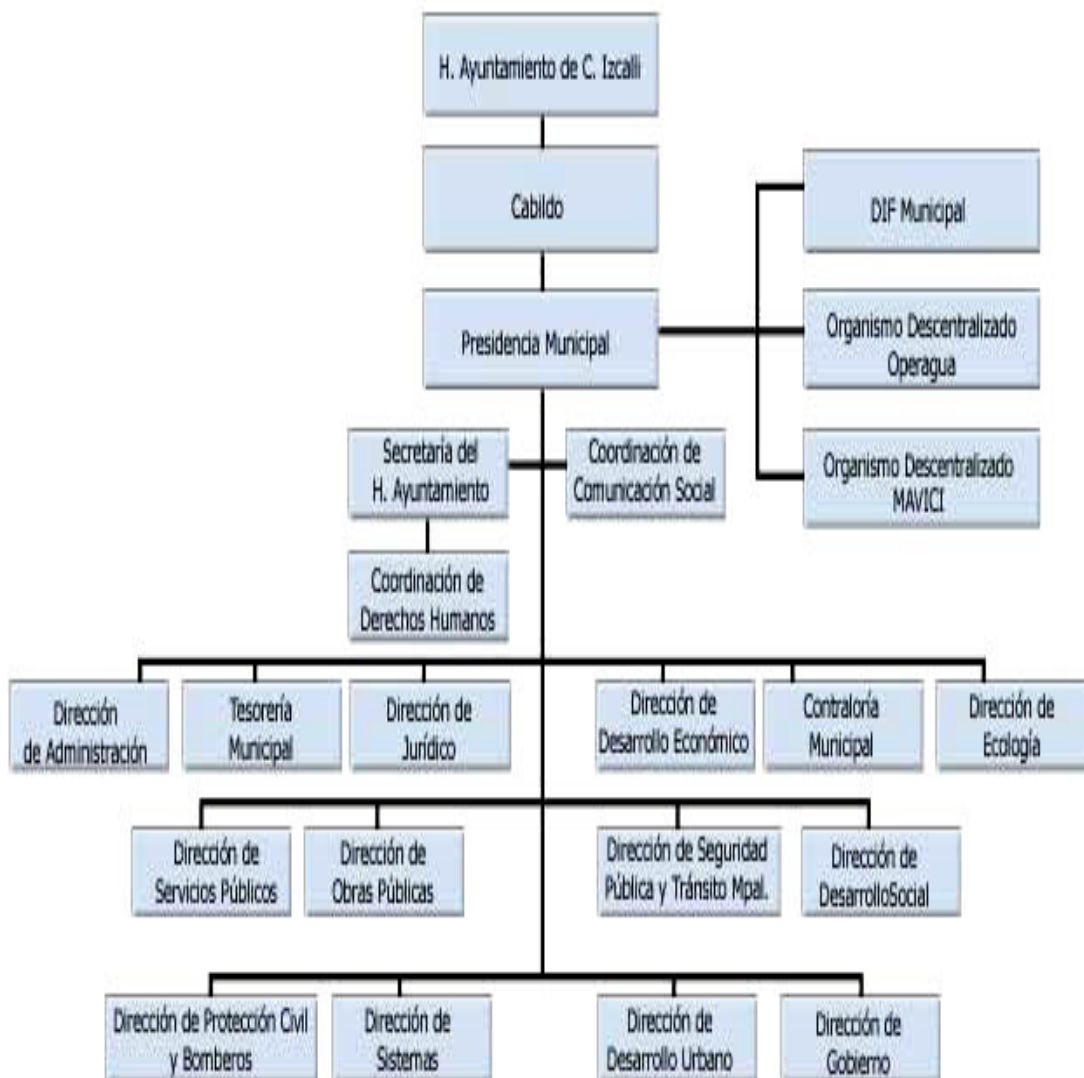 H. Ayuntamiento de C. Izcalli
Cabildo
DIF Municipal
Presidencia Municipal
Organismo Descentralizado
Operagua
Secretaría del
H. Ayuntamiento
Coordinación de
Comunicación Social
Organismo Descentralizado
MAVICI
Coordinación de
Derechos Humanos
Dirección
de Administración
Tesorería
Municipal
Dirección de
Jurídico
Dirección de
Desarrollo Económico
Contraloría
Municipal
Dirección de
Ecología
Dirección de
Servicios Públicos
Dirección de
Obras Públicas
Dirección de Seguridad
Pública y Tránsito Mpal.
Dirección de
DesarrolloSocial
Dirección de Protección Civil
y Bomberos
Dirección de
Sistemas
Dirección de
Desarrollo Urbano
Dirección de
Gobierno